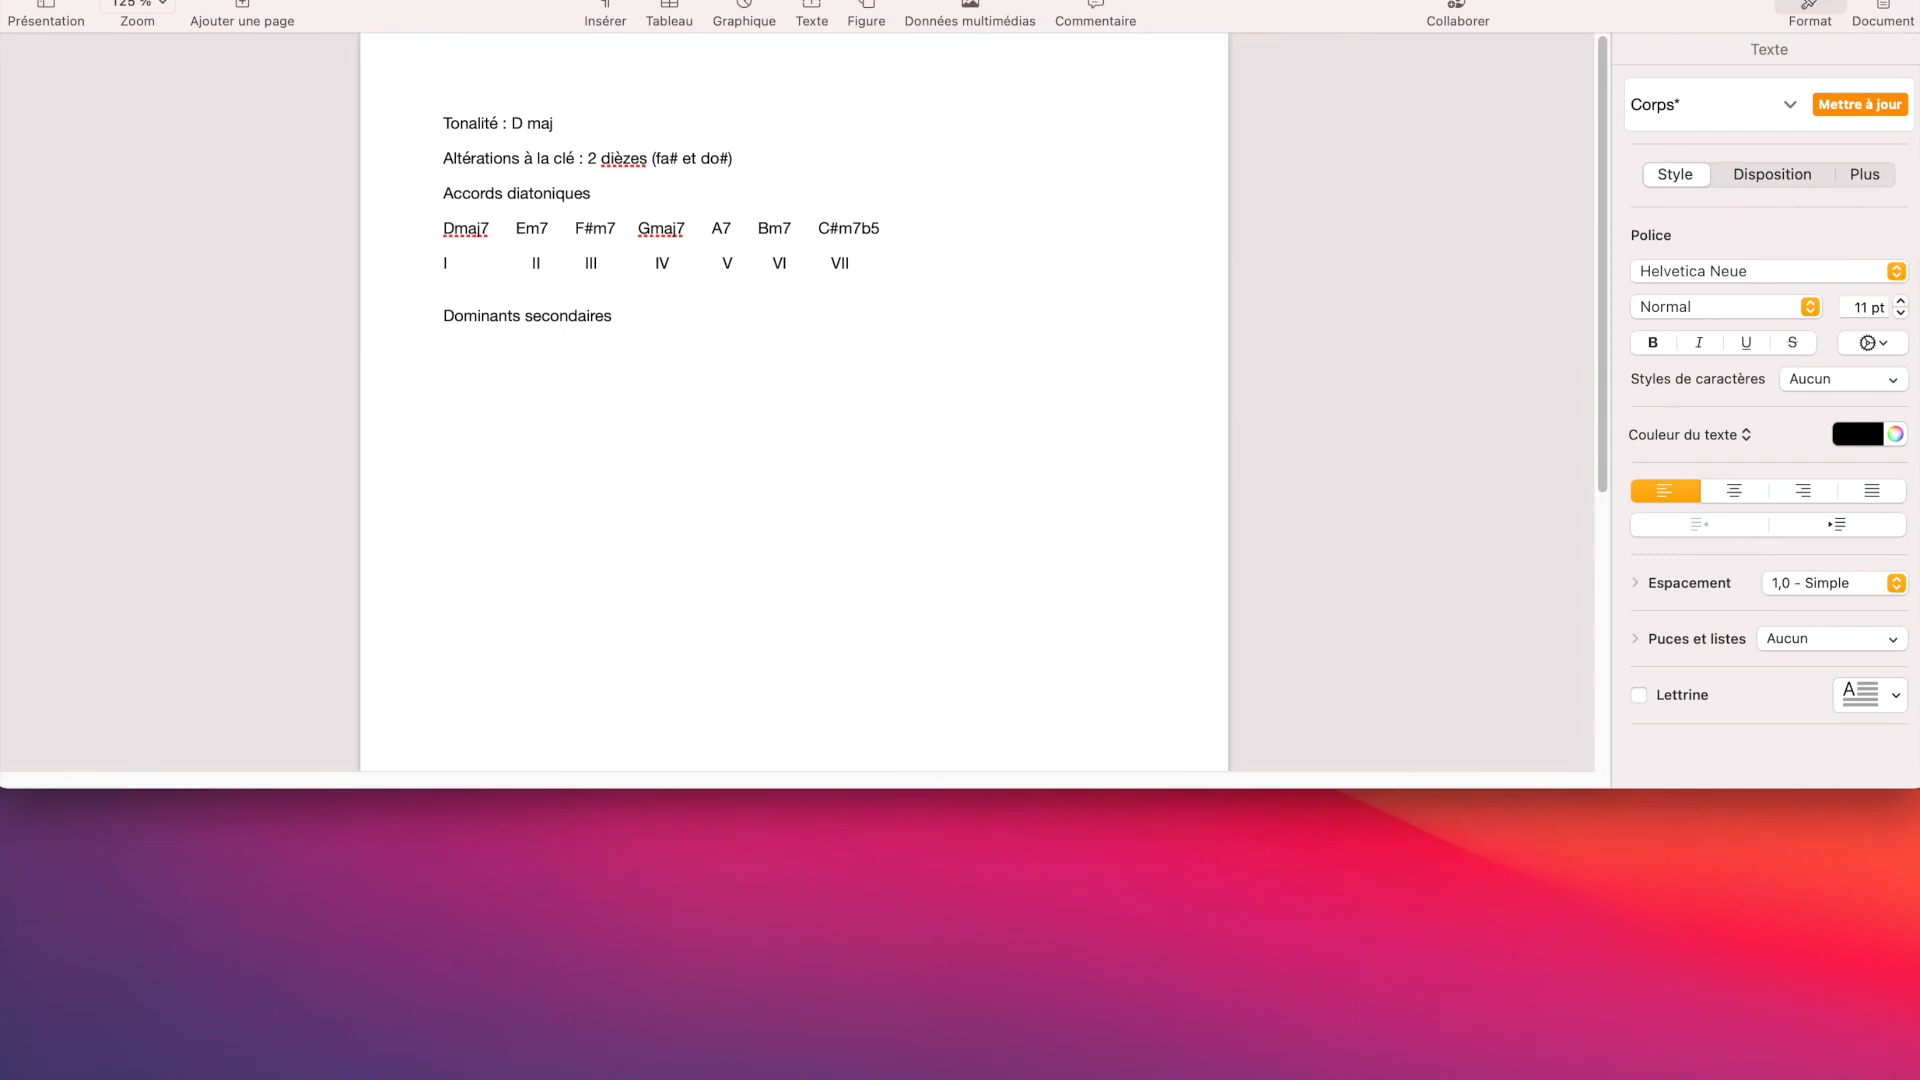 125 %
Présentation Zoom Ajouter une page Insérer Tableau Graphique Texte Figure Données multimédias Commentaire Collaborer Format Document
Texte
Corps* Mettre à jour
Style Disposition Plus
Police
Helvetica Neue
Normal 11 pt
B I U S
Styles de caractères Aucun
Couleur du texte
Espacement 1,0 - Simple
Puces et listes Aucun
Lettrine A
Tonalité : D maj
Altérations à la clé : 2 dièzes (fa# et do#)
Accords diatoniques
Dmaj7 Em7 F#m7 Gmaj7 A7 Bm7 C#m7b5
I II III IV V VI VII
Dominants secondaires